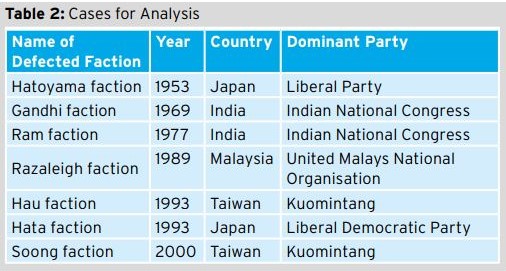 Table 2: Cases for Analysis
Name of Defected Faction Year Country Dominant Party
Hatoyama faction 1953 Japan Liberal Party
Gandhi faction 1969 India Indian National Congress
Ram faction 1977 India Indian National Congress
Razaleigh faction 1989 Malaysia United Malays National Organisation
Hau faction 1993 Taiwan Kuomintang
Hata faction 1993 Japan Liberal Democratic Party
Soong faction 2000 Taiwan Kuomintang